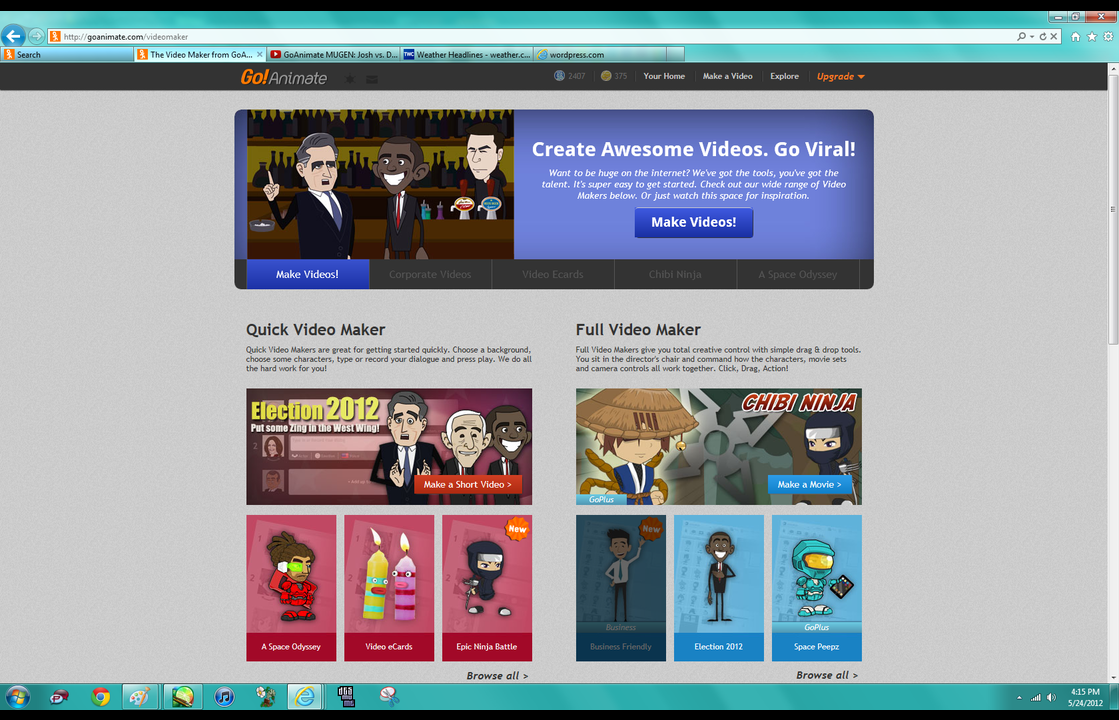 http://goanimate.com/videomaker
Search
The Video Maker from GoA...
GoAnimate MUGEN: Josh vs. D...
TWC
Weather Headlines - weather.c...
wordpress.com
Go!Animate
2407
375
Your Home
Make a Video
Explore
Upgrade
Create Awesome Videos. Go Viral!
Want to be huge on the internet? We've got the tools, you've got the
talent. It's super easy to get started. Check out our wide range of Video
Makers below. Or just watch this space for inspiration.
Make Videos!
Make Videos!
Corporate Videos
Video Ecards
Chibi Ninja
A Space Odyssey
Quick Video Maker
Quick Video Makers are great for getting started quickly. Choose a background,
choose some characters, type or record your dialogue and press play. We do all
the hard work for you!
Full Video Maker
Full Video Makers give you total creative control with simple drag & drop tools.
You sit in the director's chair and command how the characters, movie sets
and camera controls all work together. Click, Drag, Action!
Election 2012
Put some Zing in the West Wing!
Make a Short Video >
CHIBI NINJA
Make a Movie >
GoPlus
A Space Odyssey
Video eCards
New
Epic Ninja Battle
New
Business
Business Friendly
Election 2012
GoPlus
Space Peepz
Browse all >
Browse all >
4:15 PM
5/24/2012